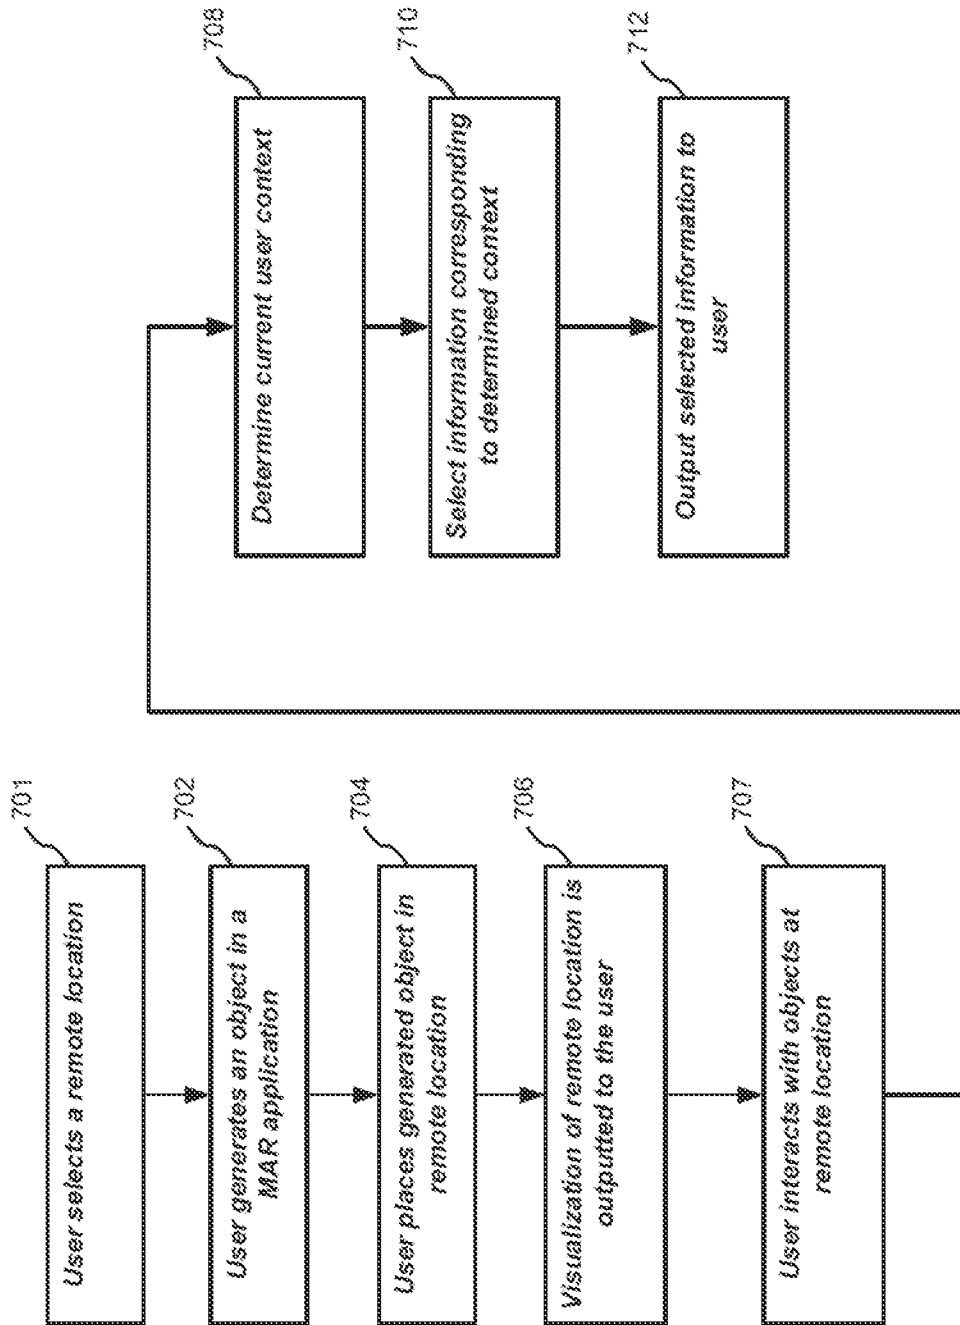 701
User selects a remote location
702
User generates an object in a
MAR application
704
User places generated object in
remote location
706
Visualization of remote location is
outputted to the user
707
User interacts with objects at
remote location
708
Determine current user context
710
Select information corresponding
to determined context
712
Output selected information to
user